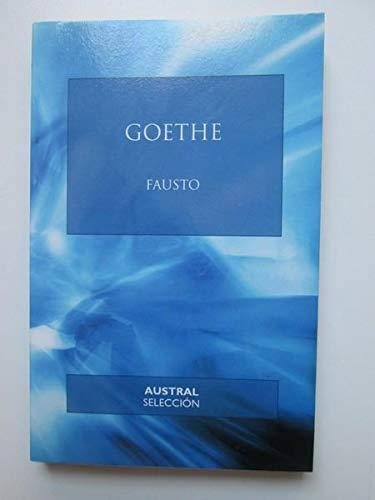 GOETHE
FAUSTO
AUSTRAL
SELECCIÓN